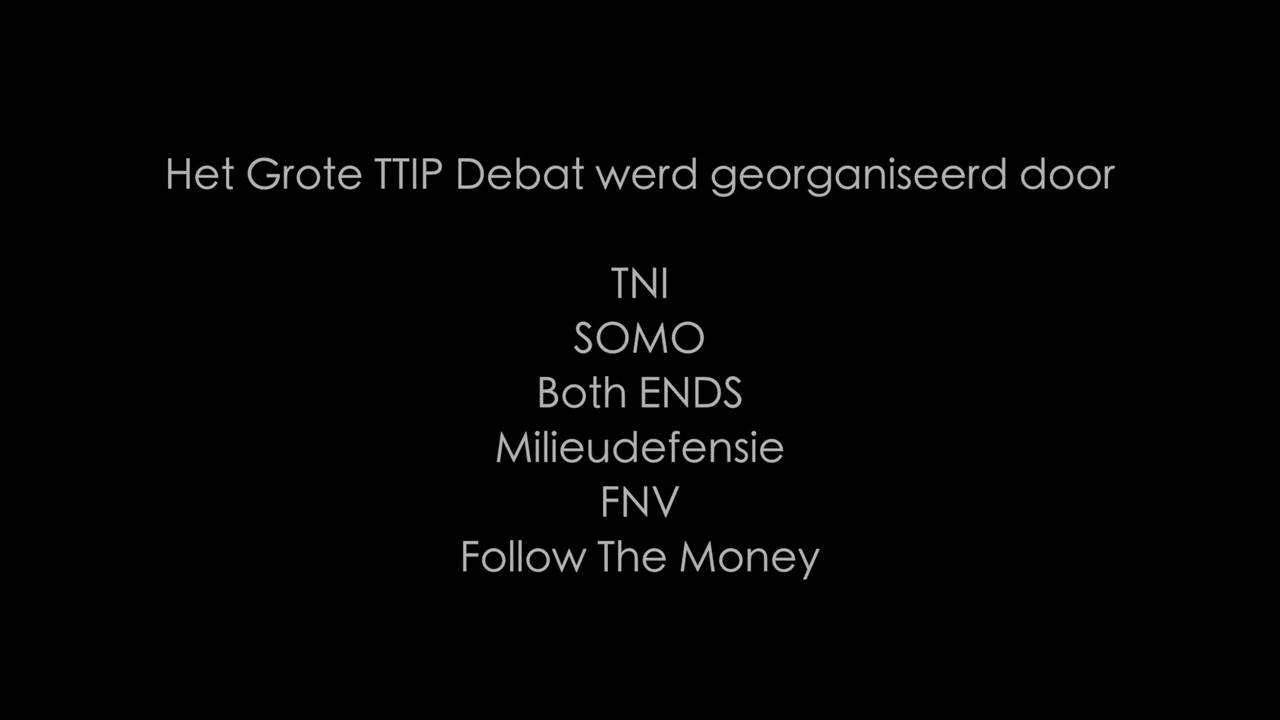 Het Grote TTIP Debat werd georganiseerd door
TNI
SOMO
Both ENDS
Milieudefensie
FNV
Follow The Money